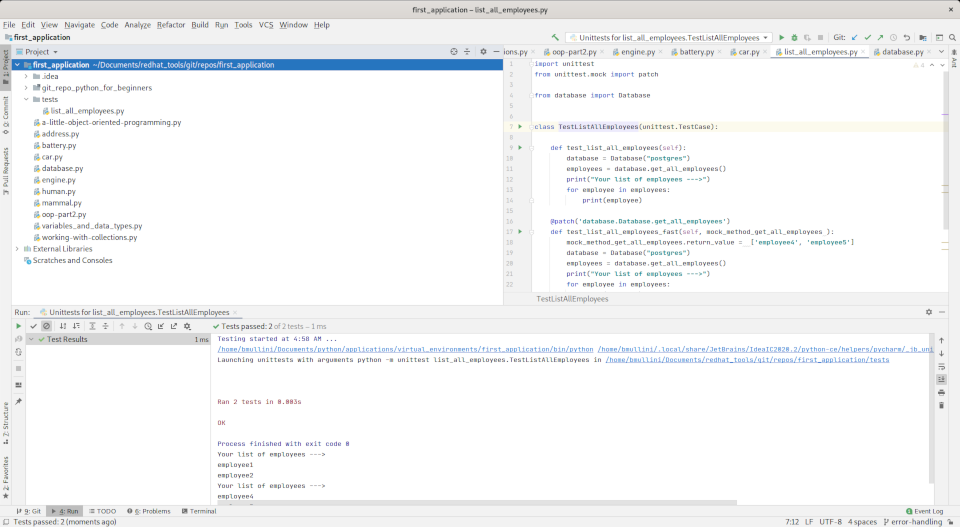 first_application – list_all_employees.py
File Edit View Navigate Code Analyze Refactor Build Run Tools VCS Window Help
first_application
Unittests for list_all_employees.TestListAllEmployees
Git:
Project
first_application ~/Documents/redhat_tools/git/repos/first_application
.idea
git_repo_python_for_beginners
tests
list_all_employees.py
a-little-object-oriented-programming.py
address.py
battery.py
car.py
database.py
engine.py
human.py
mammal.py
oop-part2.py
variables_and_data_types.py
working-with-collections.py
External Libraries
Scratches and Consoles
1: Project
0: Commit
Pull Requests
7: Structure
2: Favorites
Ant
ions.py oop-part2.py engine.py battery.py car.py list_all_employees.py database.py
1 import unittest
2 from unittest.mock import patch
3
4 from database import Database
5
6
7 class TestListAllEmployees(unittest.TestCase):
8
9 def test_list_all_employees(self):
10 database = Database("postgres")
11 employees = database.get_all_employees()
12 print("Your list of employees --->")
13 for employee in employees:
14 print(employee)
15
16 @patch('database.Database.get_all_employees')
17 def test_list_all_employees_fast(self, mock_method_get_all_employees ):
18 mock_method_get_all_employees.return_value = ['employee4', 'employee5']
19 database = Database("postgres")
20 employees = database.get_all_employees()
21 print("Your list of employees --->")
22 for employee in employees:
TestListAllEmployees
Run: Unittests for list_all_employees.TestListAllEmployees
Tests passed: 2 of 2 tests – 1 ms
Test Results 1 ms
Testing started at 4:58 AM ...
/home/bmullini/Documents/python/applications/virtual_environments/first_application/bin/python /home/bmullini/.local/share/JetBrains/IdeaIC2020.2/python-ce/helpers/pycharm/_jb_uni
Launching unittests with arguments python -m unittest list_all_employees.TestListAllEmployees in /home/bmullini/Documents/redhat_tools/git/repos/first_application/tests
Ran 2 tests in 0.003s
OK
Process finished with exit code 0
Your list of employees --->
employee1
employee2
Your list of employees --->
employee4
9: Git 4: Run TODO 6: Problems Terminal
Event Log
Tests passed: 2 (moments ago)
7:12 LF UTF-8 4 spaces error-handling